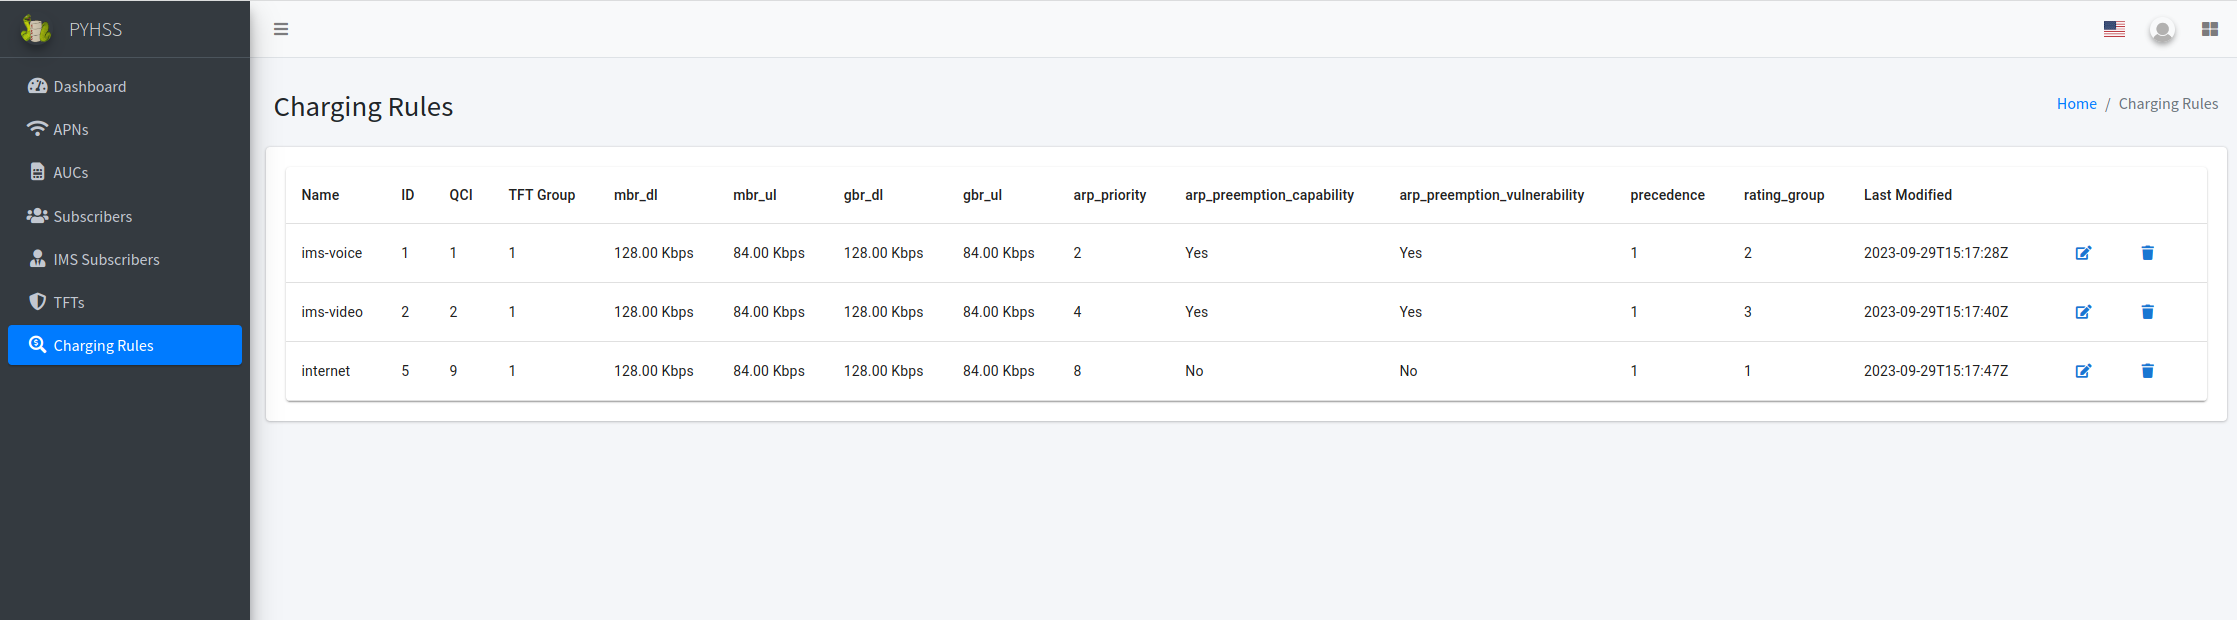 PYHSS
Dashboard
APNs
AUCs
Subscribers
IMS Subscribers
TFTs
Charging Rules
Charging Rules
Home / Charging Rules
Name ID QCI TFT Group mbr_dl mbr_ul gbr_dl gbr_ul arp_priority arp_preemption_capability arp_preemption_vulnerability precedence rating_group Last Modified
ims-voice 1 1 1 128.00 Kbps 84.00 Kbps 128.00 Kbps 84.00 Kbps 2 Yes Yes 1 2 2023-09-29T15:17:28Z
ims-video 2 2 1 128.00 Kbps 84.00 Kbps 128.00 Kbps 84.00 Kbps 4 Yes Yes 1 3 2023-09-29T15:17:40Z
internet 5 9 1 128.00 Kbps 84.00 Kbps 128.00 Kbps 84.00 Kbps 8 No No 1 1 2023-09-29T15:17:47Z